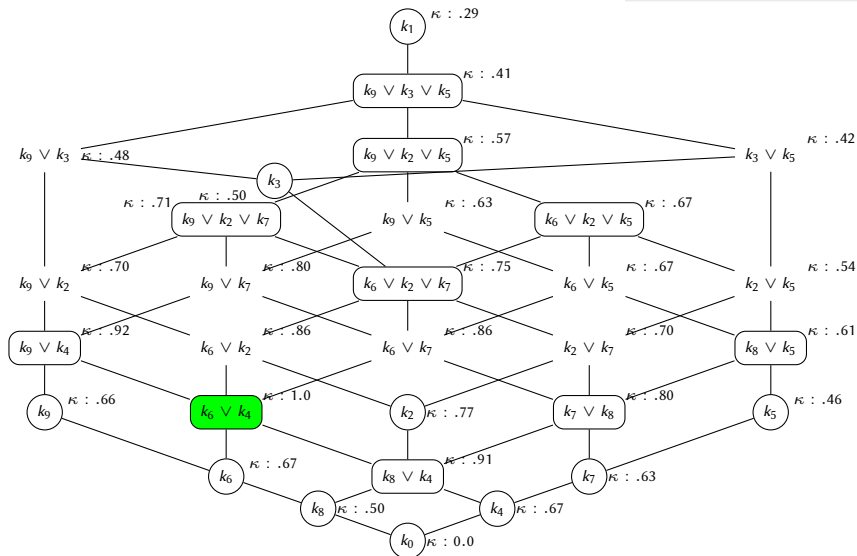 k₁ κ : .29
k₉ ∨ k₃ ∨ k₅ κ : .41
k₉ ∨ k₃ κ : .48 k₉ ∨ k₂ ∨ k₅ κ : .57 k₃ ∨ k₅ κ : .42
k₃ κ : .50
k₉ ∨ k₂ ∨ k₇ κ : .71 k₉ ∨ k₅ κ : .63 k₆ ∨ k₂ ∨ k₅ κ : .67
k₉ ∨ k₂ κ : .70 k₉ ∨ k₇ κ : .80 k₆ ∨ k₂ ∨ k₇ κ : .75 k₆ ∨ k₅ κ : .67 k₂ ∨ k₅ κ : .54
k₉ ∨ k₄ κ : .92 k₆ ∨ k₂ κ : .86 k₆ ∨ k₇ κ : .86 k₂ ∨ k₇ κ : .70 k₈ ∨ k₅ κ : .61
k₉ κ : .66 k₆ ∨ k₄ κ : 1.0 k₂ κ : .77 k₇ ∨ k₈ κ : .80 k₅ κ : .46
k₆ κ : .67 k₈ ∨ k₄ κ : .91 k₇ κ : .63
k₈ κ : .50 k₄ κ : .67
k₀ κ : 0.0